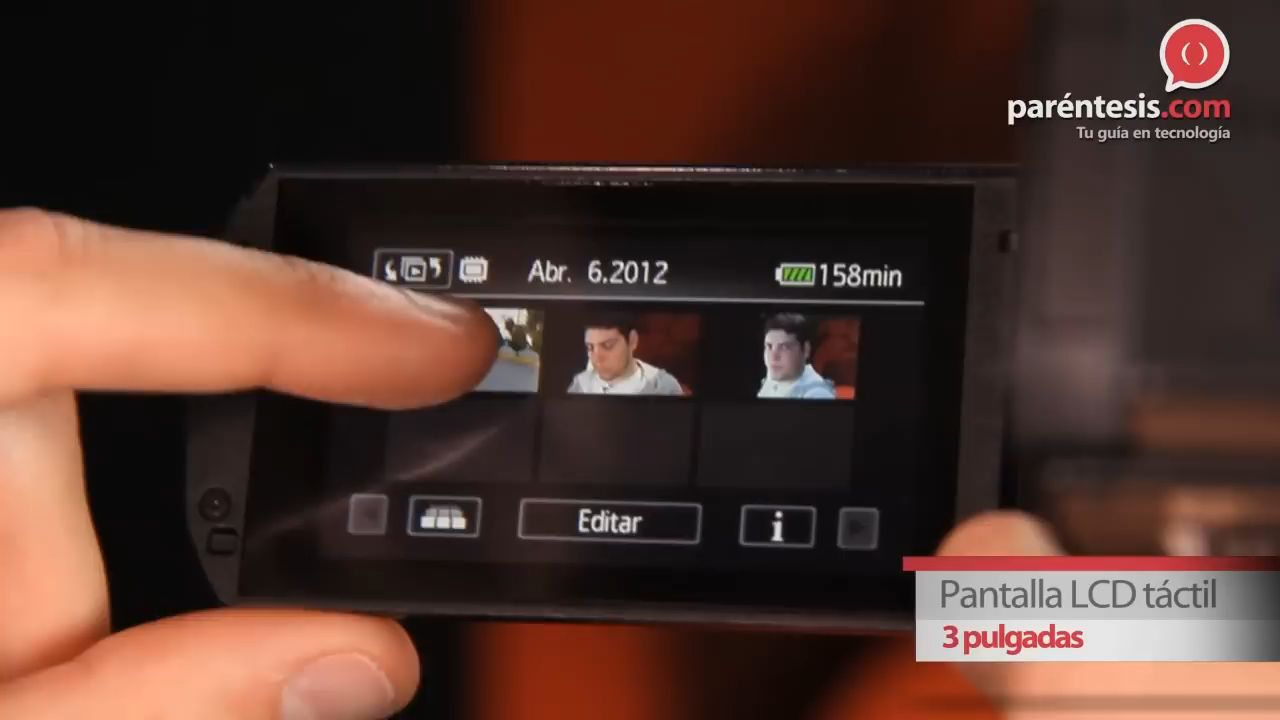 paréntesis.com
Tu guía en tecnología
Abr. 6.2012
158min
Editar
i
Pantalla LCD táctil
3 pulgadas